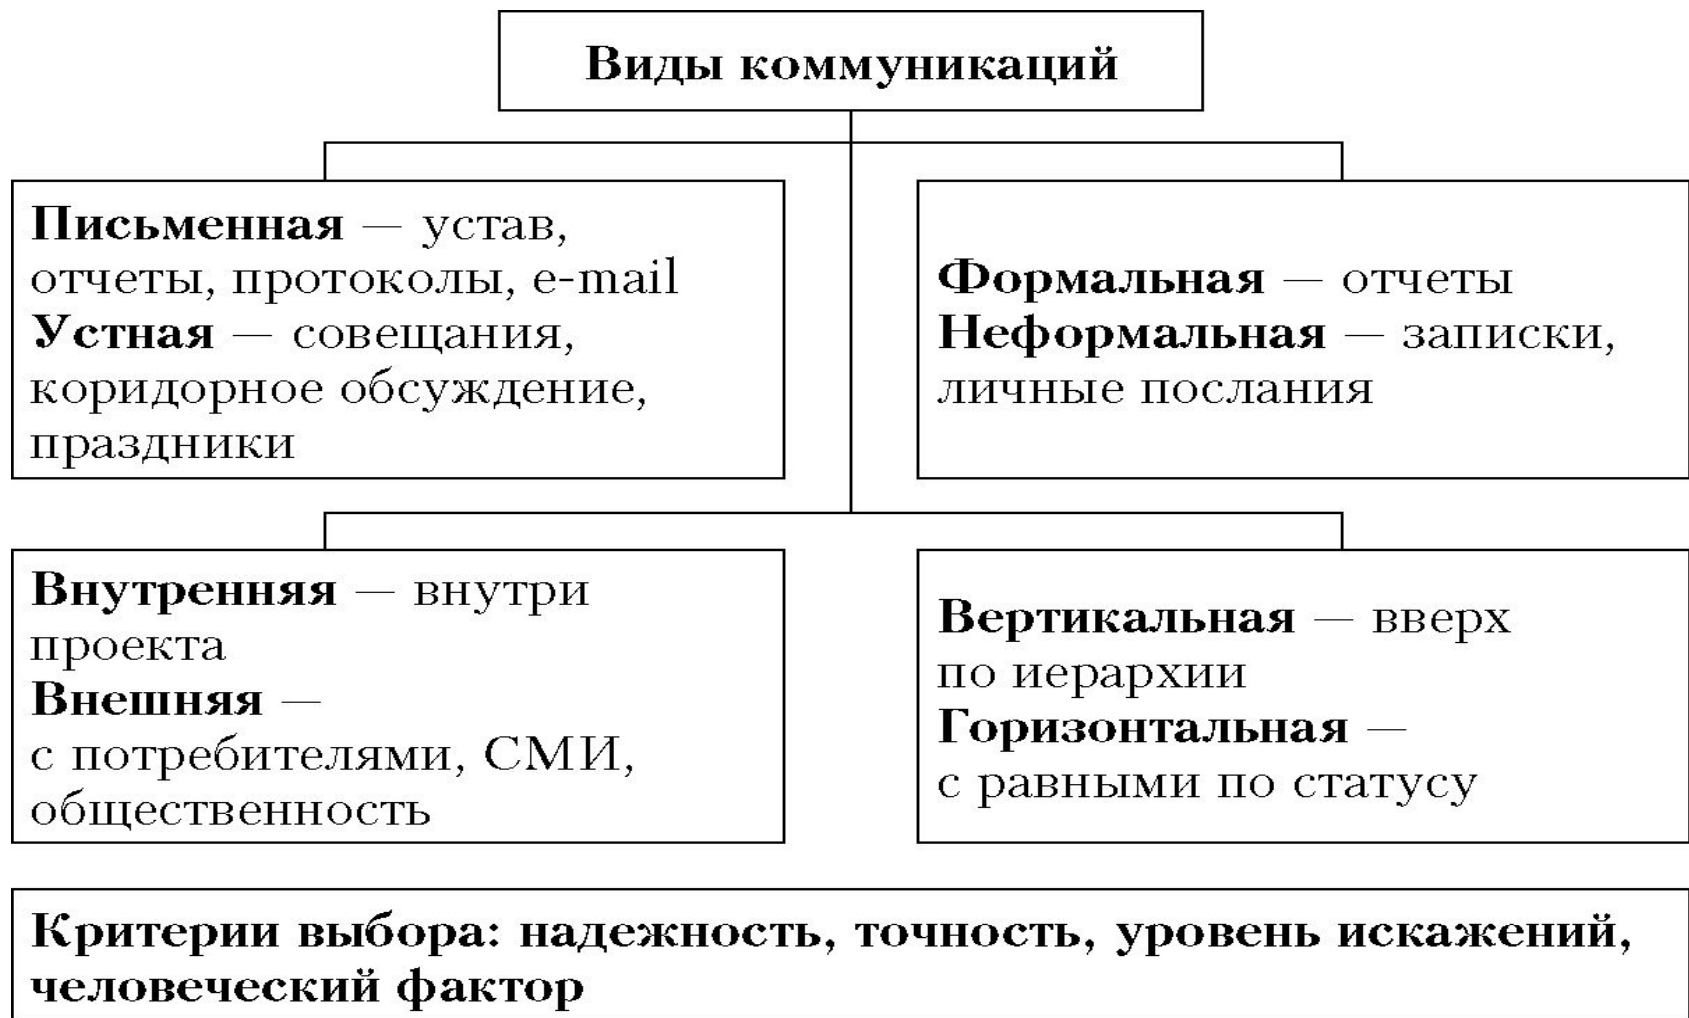 Виды коммуникаций
Письменная — устав,
отчеты, протоколы, e-mail
Устная — совещания,
коридорное обсуждение,
праздники
Формальная — отчеты
Неформальная — записки,
личные послания
Внутренняя — внутри
проекта
Внешняя —
с потребителями, СМИ,
общественность
Вертикальная — вверх
по иерархии
Горизонтальная —
с равными по статусу
Критерии выбора: надежность, точность, уровень искажений,
человеческий фактор